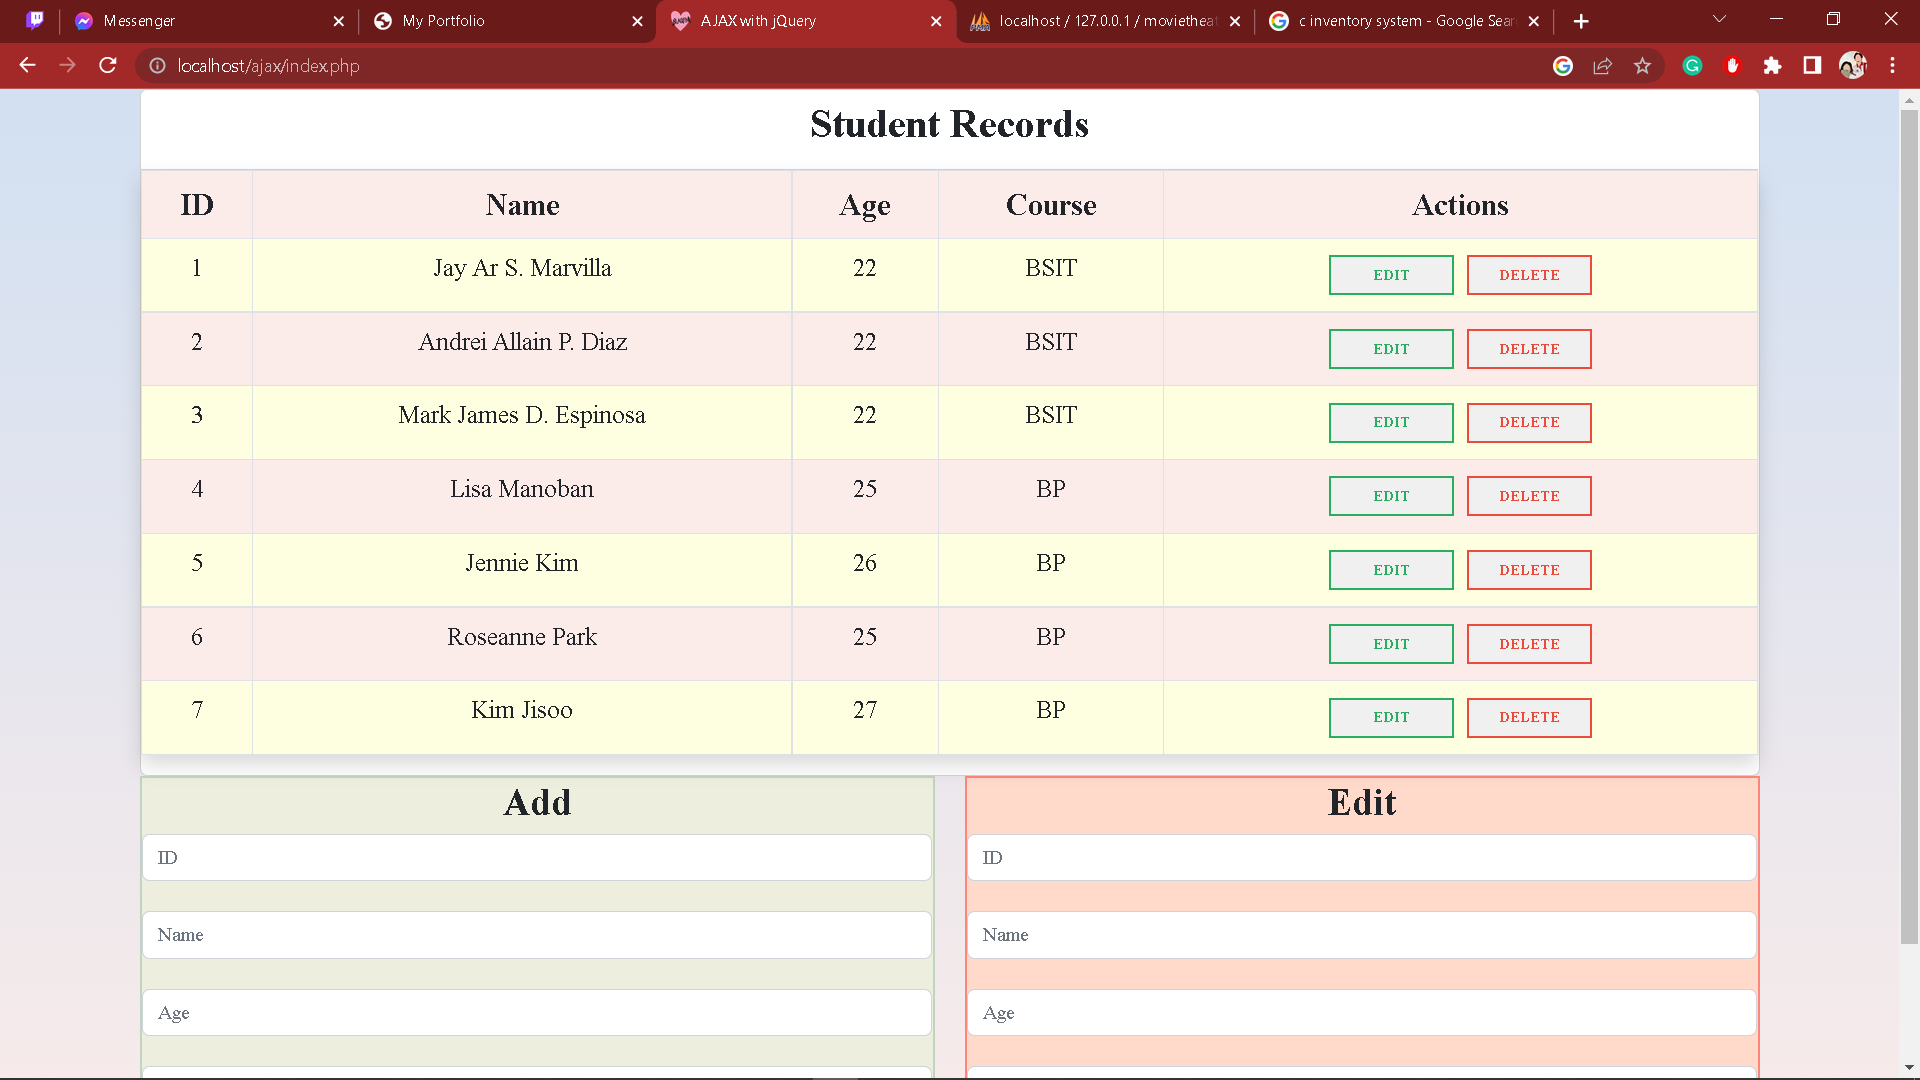 Messenger
My Portfolio
AJAX with jQuery
localhost / 127.0.0.1 / movietheat
c inventory system - Google Sear
localhost/ajax/index.php
Student Records
ID Name Age Course Actions
1 Jay Ar S. Marvilla 22 BSIT EDIT DELETE
2 Andrei Allain P. Diaz 22 BSIT EDIT DELETE
3 Mark James D. Espinosa 22 BSIT EDIT DELETE
4 Lisa Manoban 25 BP EDIT DELETE
5 Jennie Kim 26 BP EDIT DELETE
6 Roseanne Park 25 BP EDIT DELETE
7 Kim Jisoo 27 BP EDIT DELETE
Add
ID
Name
Age
Edit
ID
Name
Age